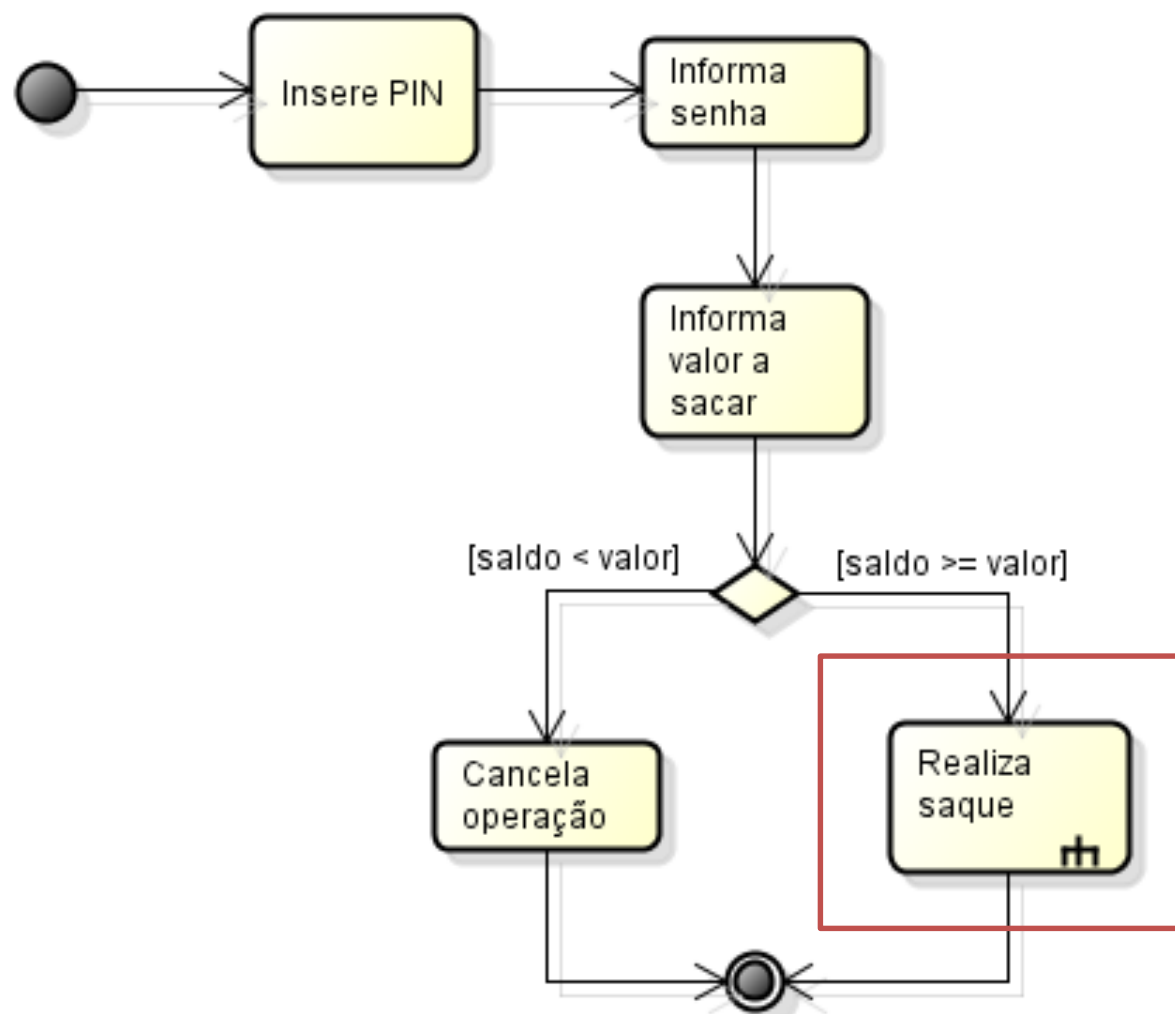 Insere PIN
Informa
senha
Informa
valor a
sacar
[saldo < valor]
[saldo >= valor]
Cancela
operação
Realiza
saque